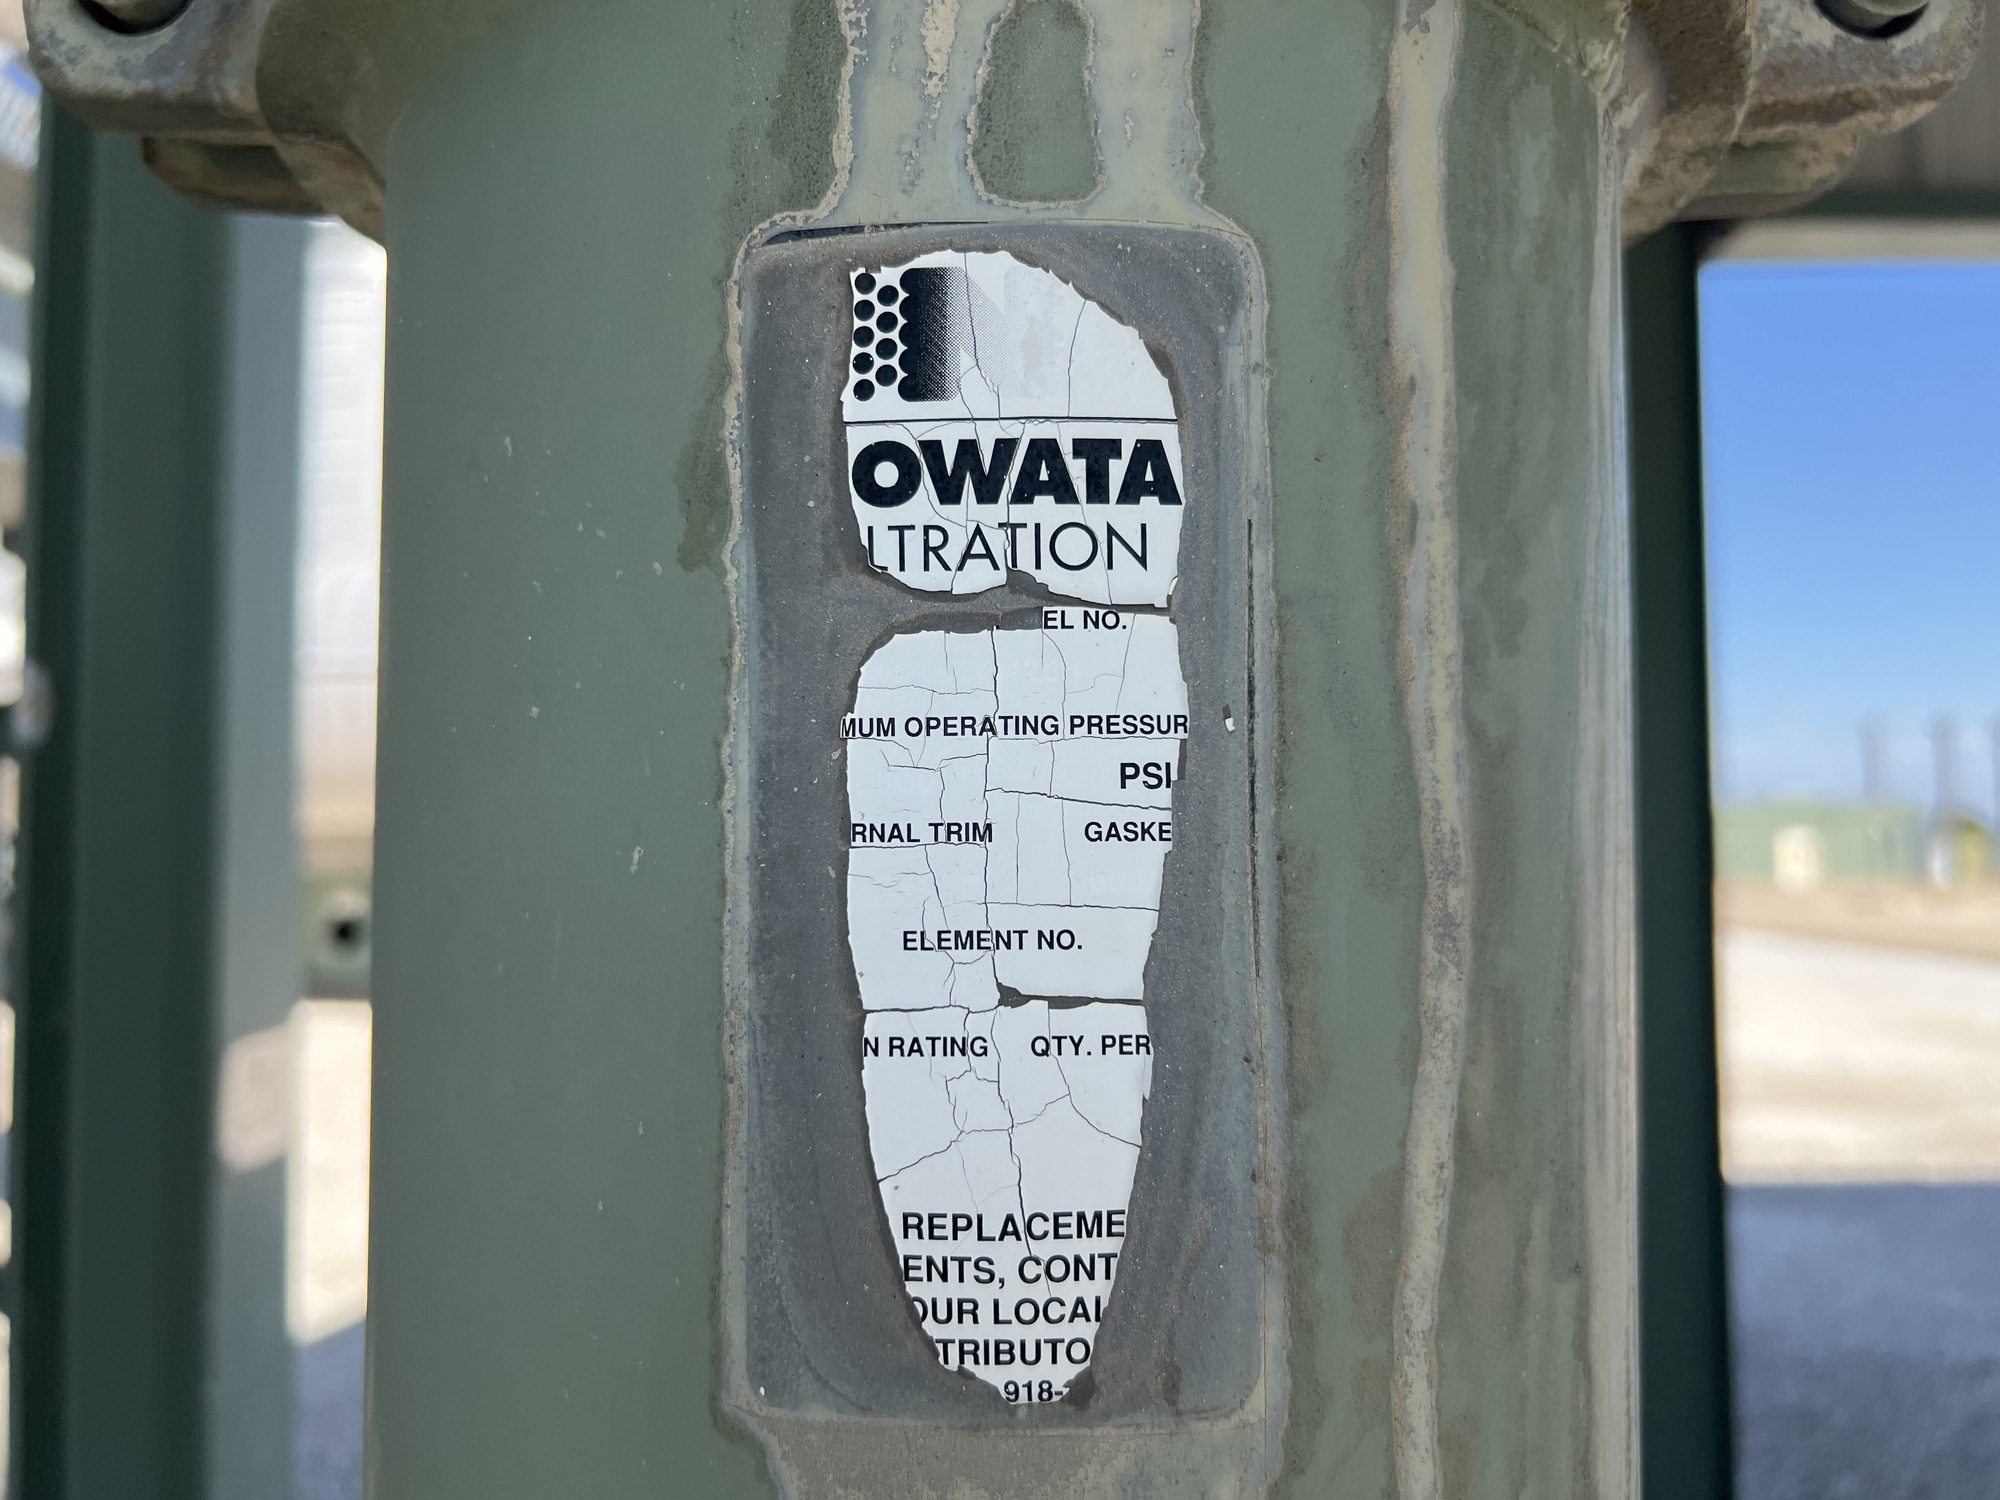 OWATA
LTRATION
EL NO.
MUM OPERATING PRESSUR
PSI
RNAL TRIM GASKE
ELEMENT NO.
N RATING QTY. PER
REPLACEME
ENTS, CONT
OUR LOCAL
TRIBUTO
918-